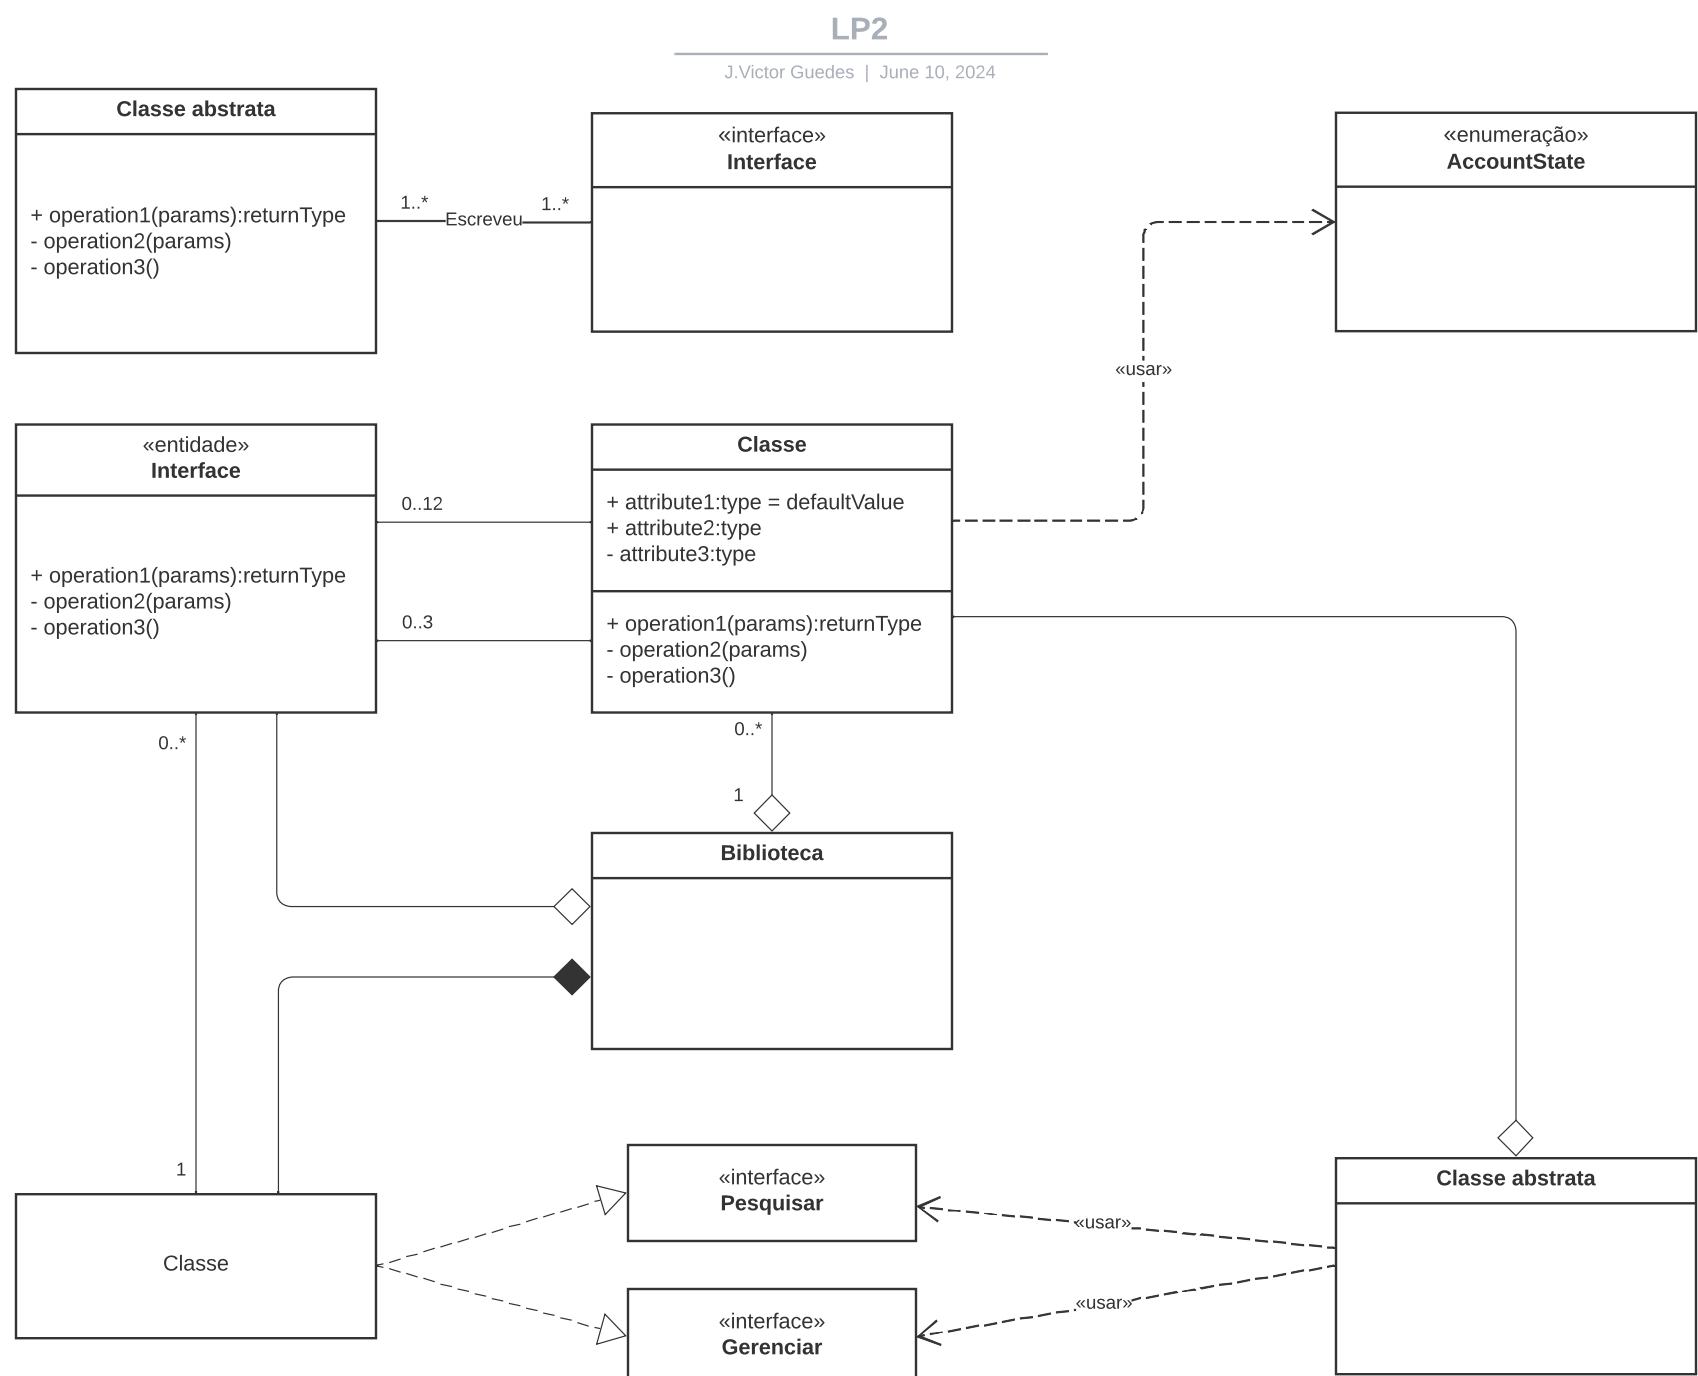 LP2
J.Victor Guedes | June 10, 2024
Classe abstrata
+ operation1(params):returnType
- operation2(params)
- operation3()
1..*
Escreveu
1..*
«interface»
Interface
«enumeração»
AccountState
«usar»
«entidade»
Interface
+ operation1(params):returnType
- operation2(params)
- operation3()
0..12
0..3
Classe
+ attribute1:type = defaultValue
+ attribute2:type
- attribute3:type
+ operation1(params):returnType
- operation2(params)
- operation3()
0..*
0..*
1
Biblioteca
1
Classe
«interface»
Pesquisar
«usar»
Classe abstrata
«interface»
Gerenciar
«usar»